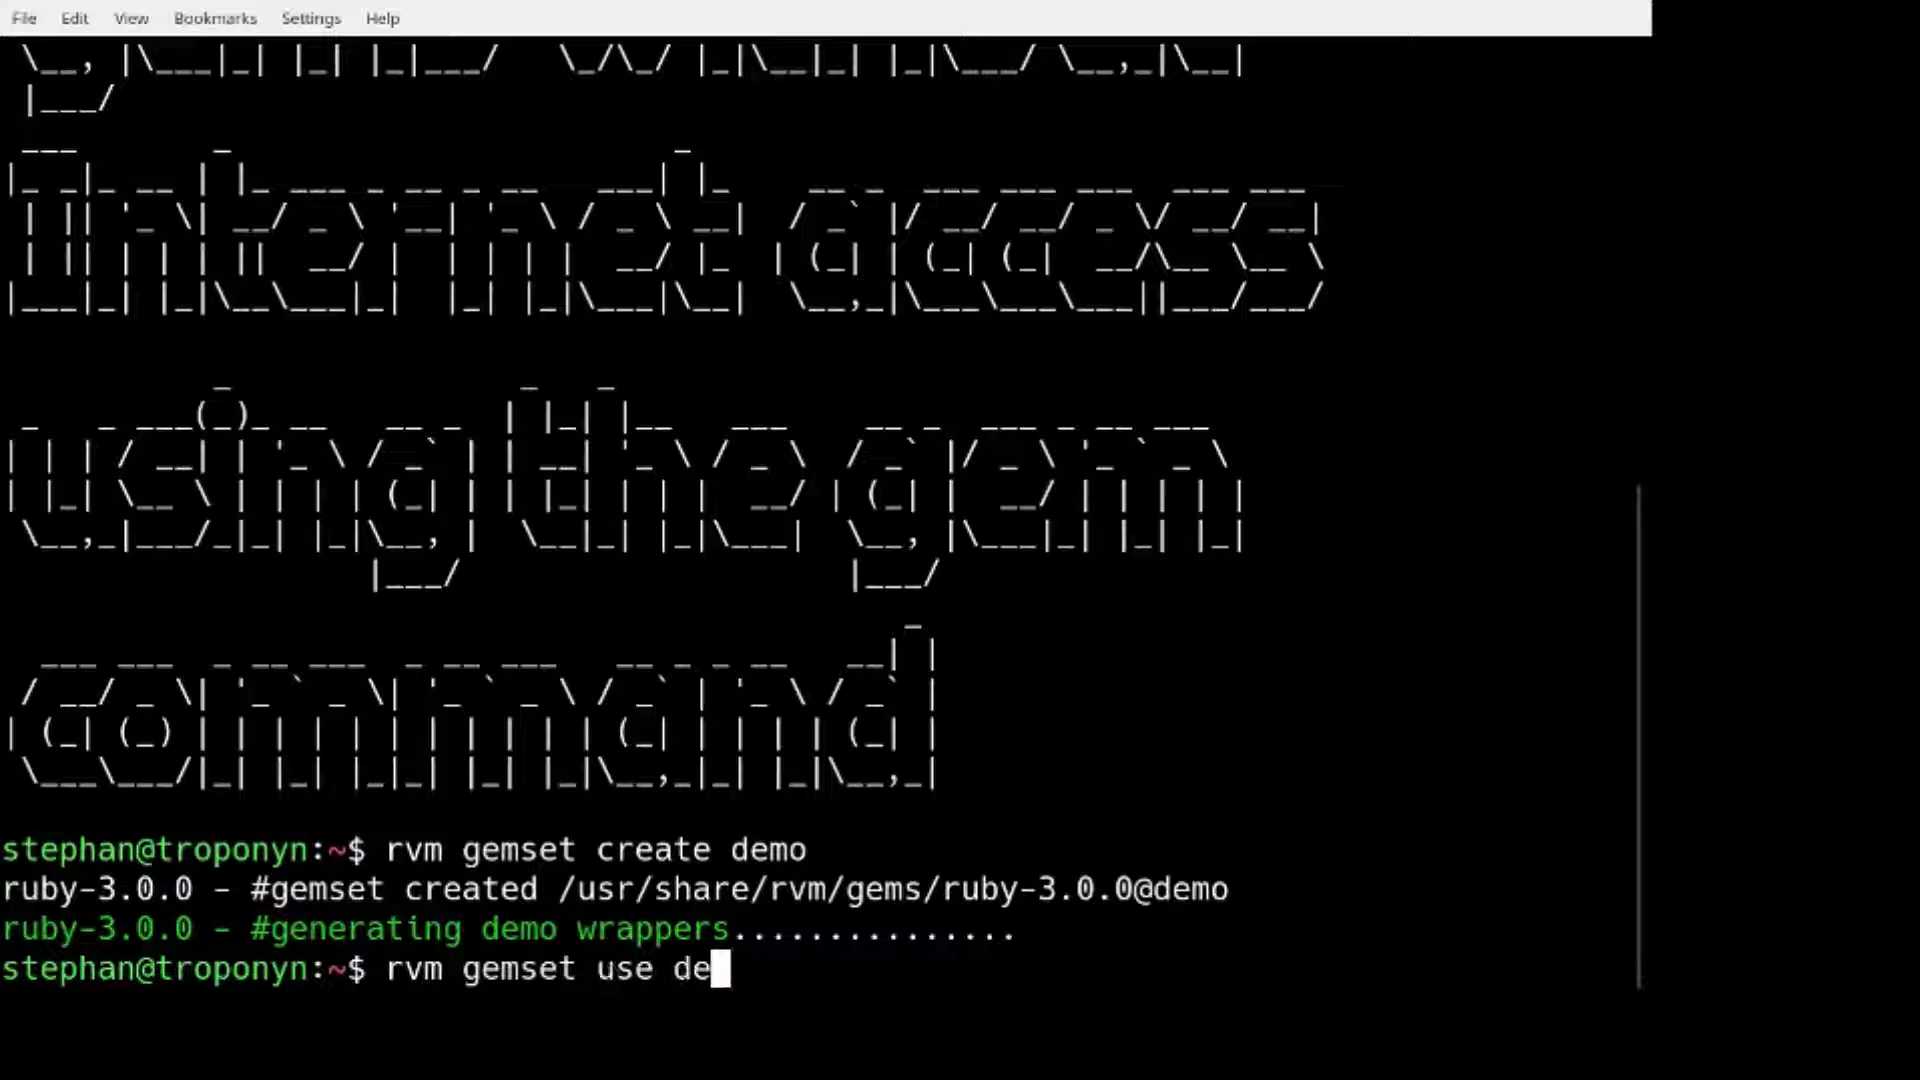 File Edit View Bookmarks Settings Help
Internet access
using the gem
command
stephan@troponyn:~$ rvm gemset create demo
ruby-3.0.0 - #gemset created /usr/share/rvm/gems/ruby-3.0.0@demo
ruby-3.0.0 - #generating demo wrappers...............
stephan@troponyn:~$ rvm gemset use de